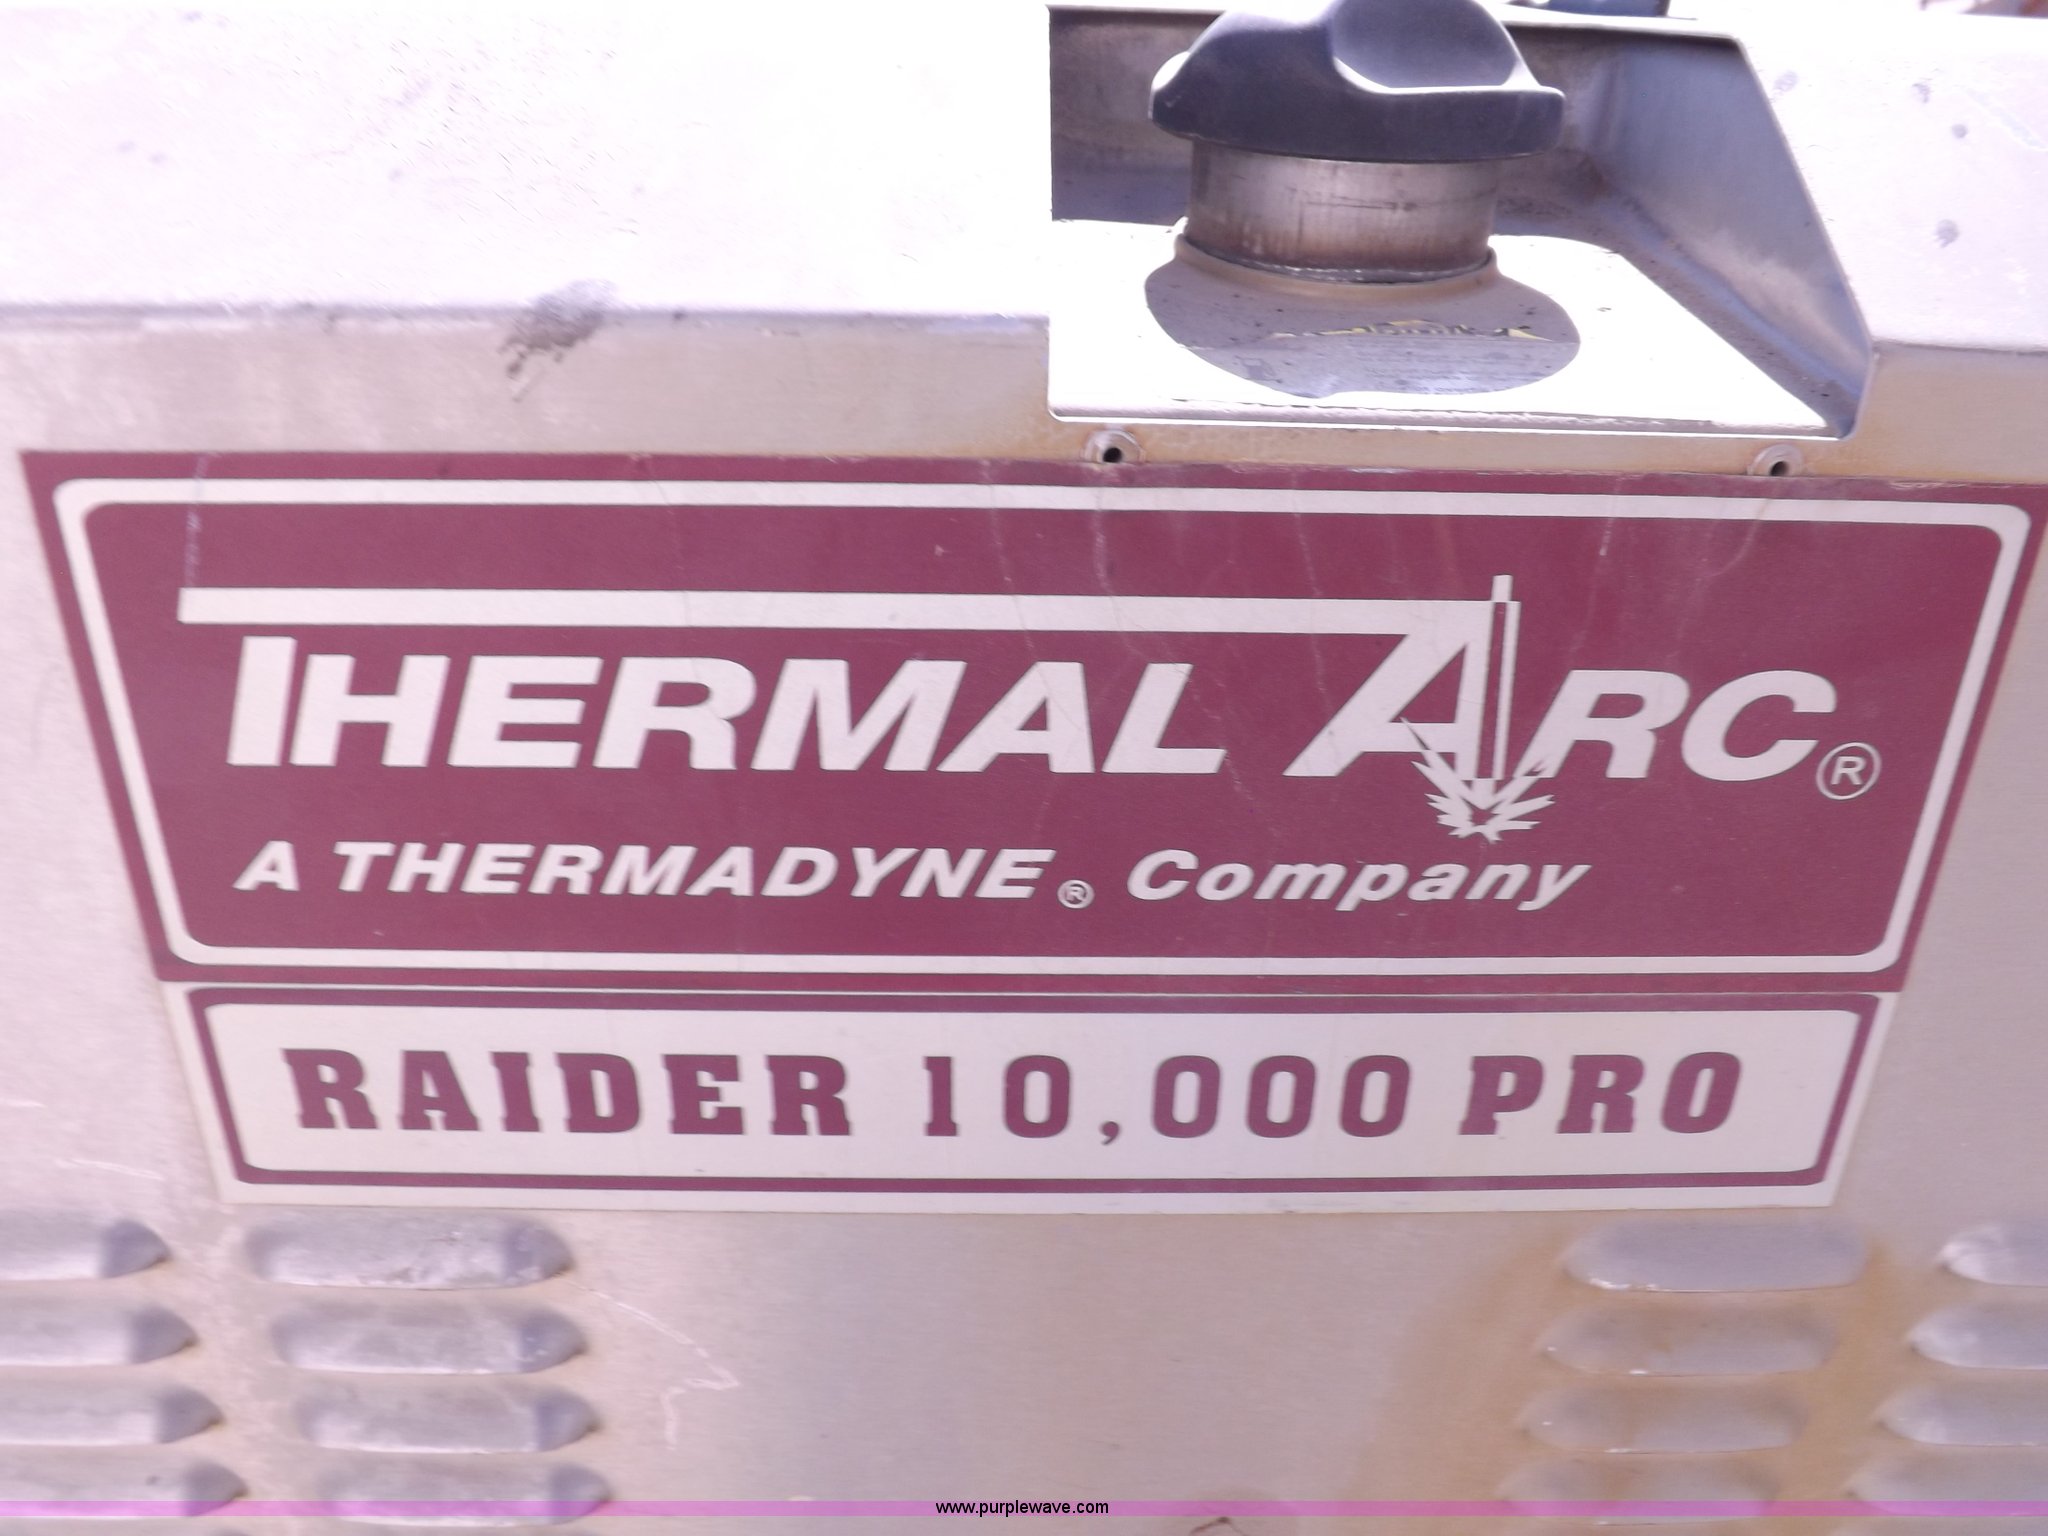 THERMAL ARC®
A THERMADYNE® Company
RAIDER 10,000 PRO
www.purplewave.com